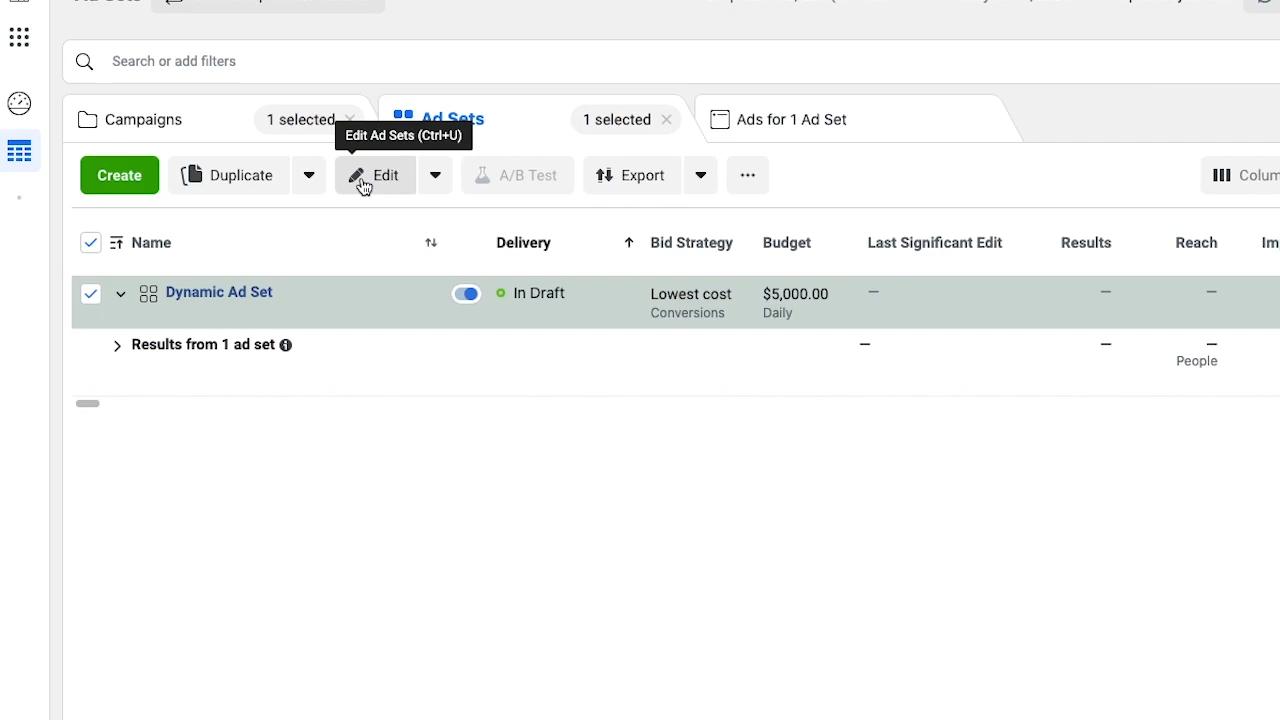 Search or add filters
Campaigns
1 selected
Ad Sets
1 selected
Ads for 1 Ad Set
Edit Ad Sets (Ctrl+U)
Create
Duplicate
Edit
A/B Test
Export
Name
Delivery
Bid Strategy
Budget
Last Significant Edit
Results
Reach
Dynamic Ad Set
In Draft
Lowest cost
$5,000.00
—
—
—
Conversions
Daily
Results from 1 ad set
—
—
—
People